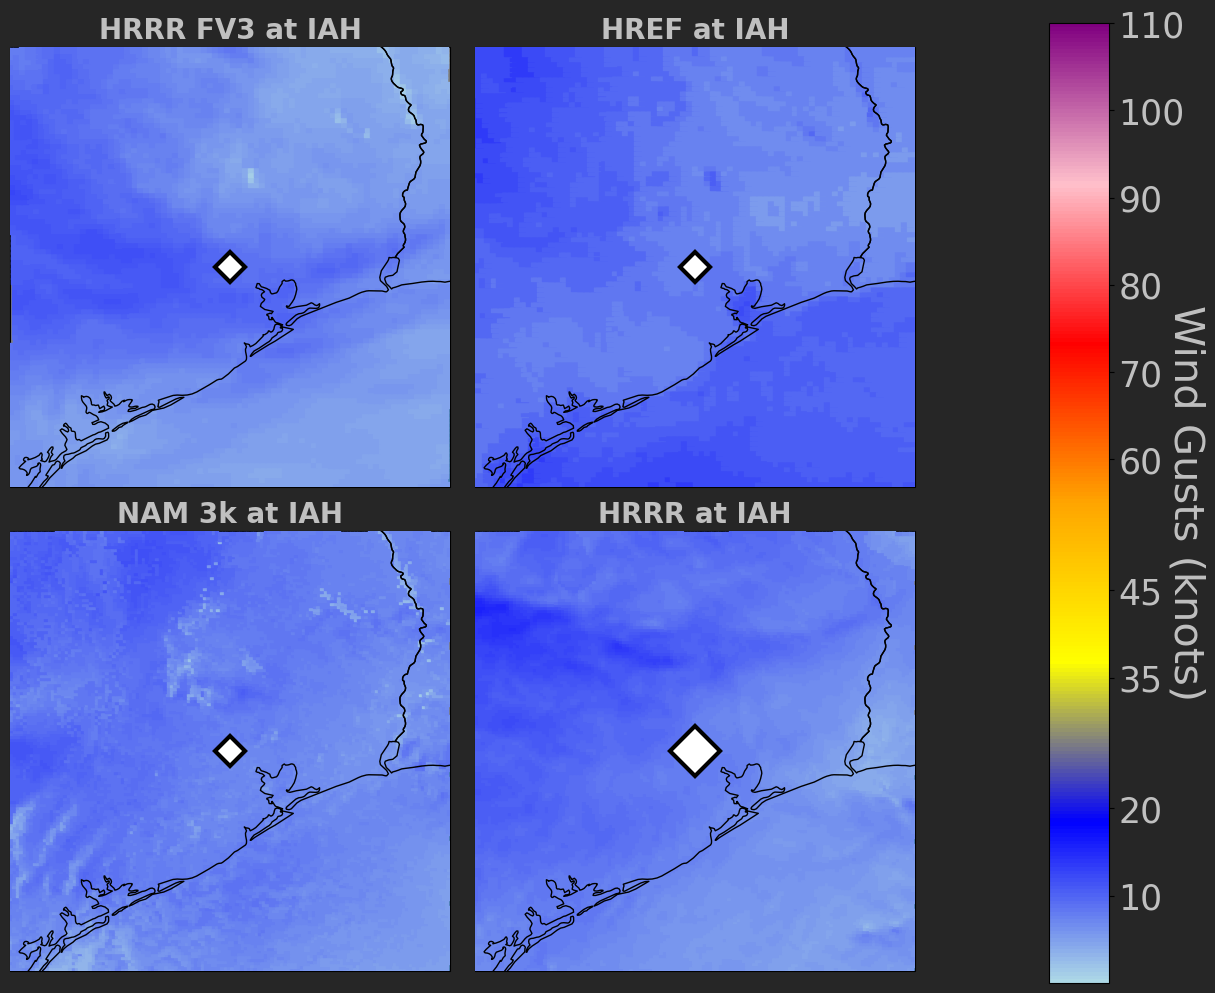 HRRR FV3 at IAH
HREF at IAH
NAM 3k at IAH
HRRR at IAH
110
100
90
80
70
60
45
35
20
10
Wind Gusts (knots)